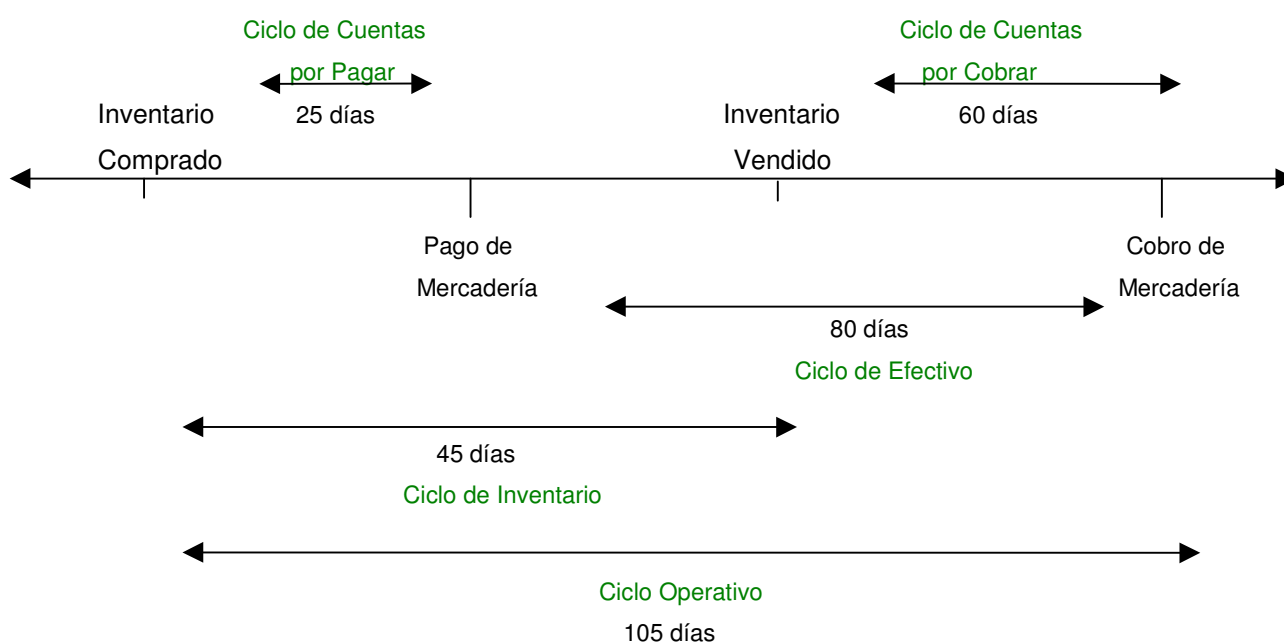 Ciclo de Cuentas
por Pagar
25 días
Ciclo de Cuentas
por Cobrar
60 días
Inventario
Comprado
Inventario
Vendido
Pago de
Mercadería
Cobro de
Mercadería
80 días
Ciclo de Efectivo
45 días
Ciclo de Inventario
Ciclo Operativo
105 días